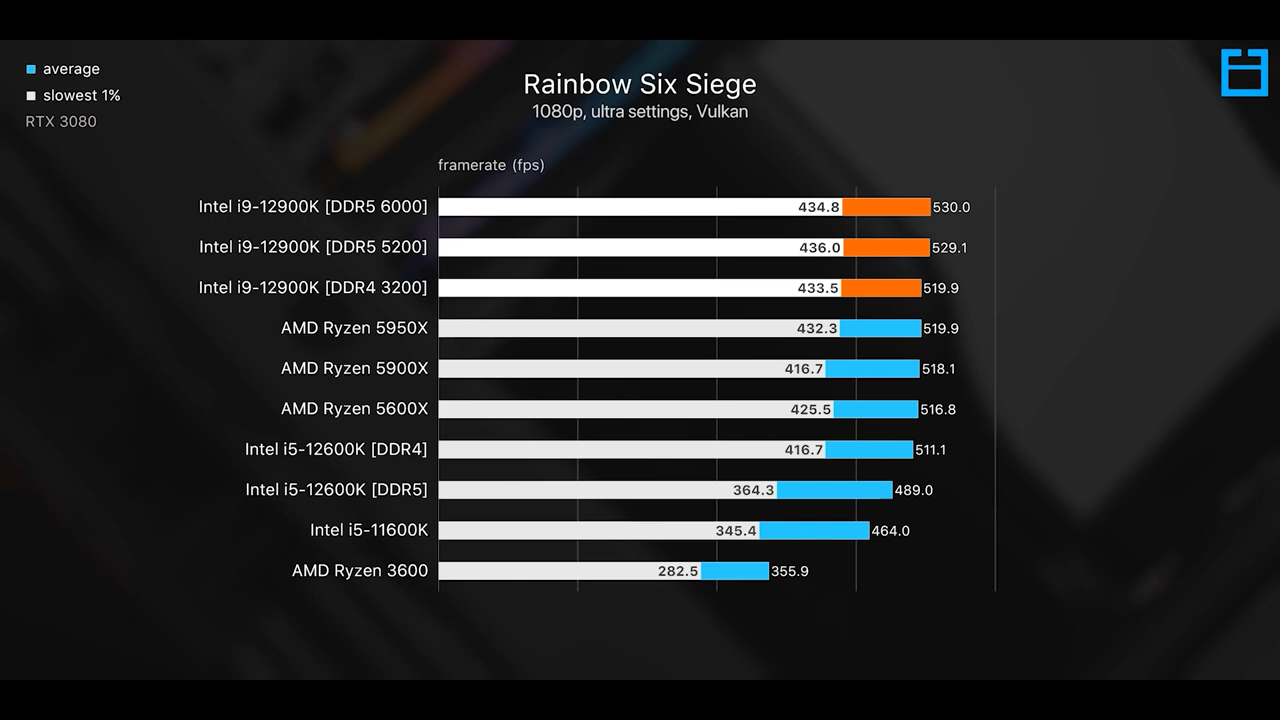 average
slowest 1%
RTX 3080
Rainbow Six Siege
1080p, ultra settings, Vulkan
framerate (fps)
Intel i9-12900K [DDR5 6000] 434.8 530.0
Intel i9-12900K [DDR5 5200] 436.0 529.1
Intel i9-12900K [DDR4 3200] 433.5 519.9
AMD Ryzen 5950X 432.3 519.9
AMD Ryzen 5900X 416.7 518.1
AMD Ryzen 5600X 425.5 516.8
Intel i5-12600K [DDR4] 416.7 511.1
Intel i5-12600K [DDR5] 364.3 489.0
Intel i5-11600K 345.4 464.0
AMD Ryzen 3600 282.5 355.9